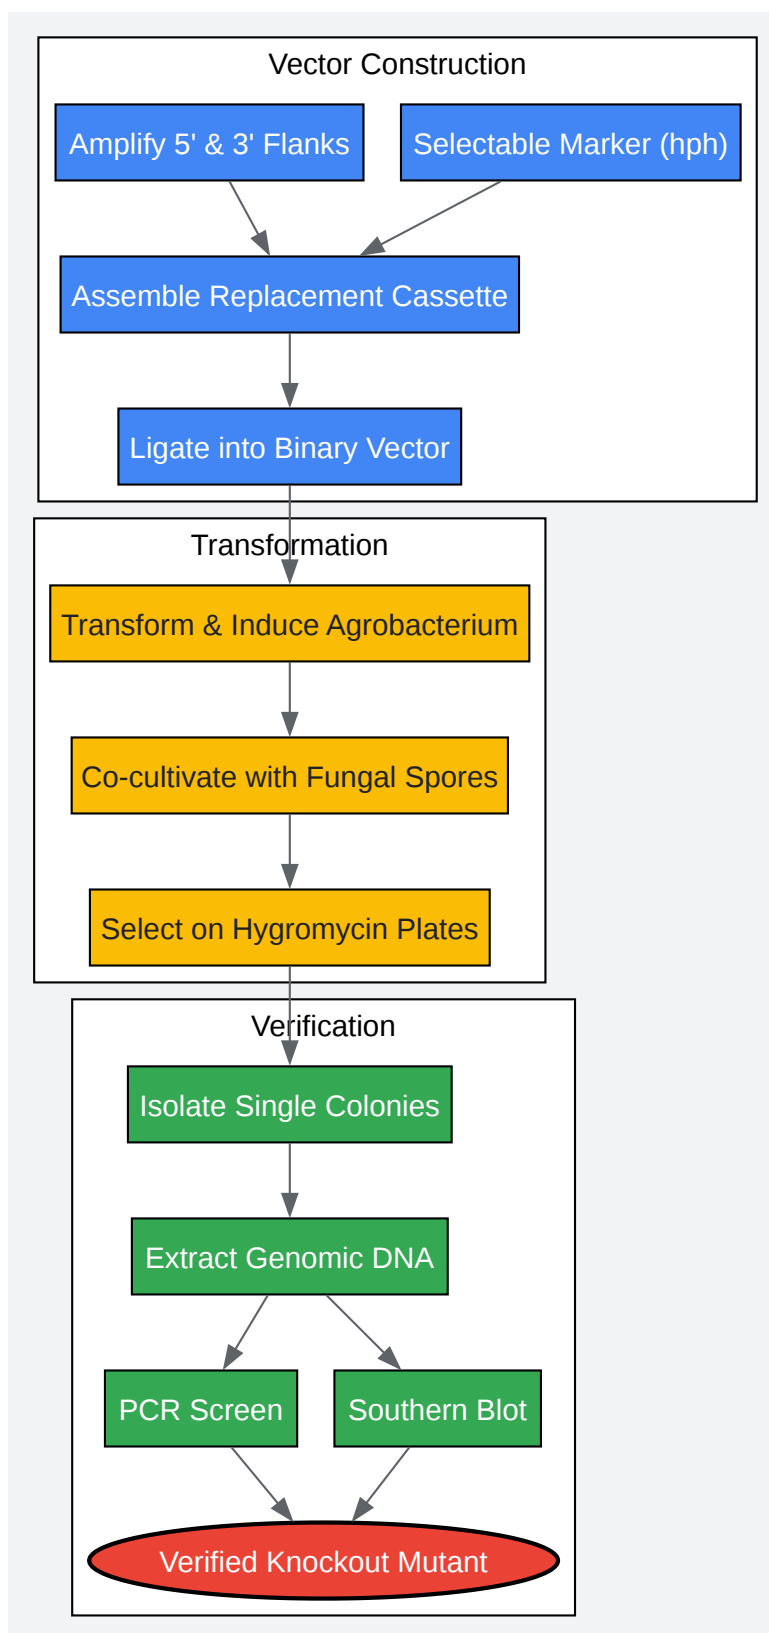 Vector Construction
Amplify 5' & 3' Flanks
Selectable Marker (hph)
Assemble Replacement Cassette
Ligate into Binary Vector
Transformation
Transform & Induce Agrobacterium
Co-cultivate with Fungal Spores
Select on Hygromycin Plates
Verification
Isolate Single Colonies
Extract Genomic DNA
PCR Screen
Southern Blot
Verified Knockout Mutant